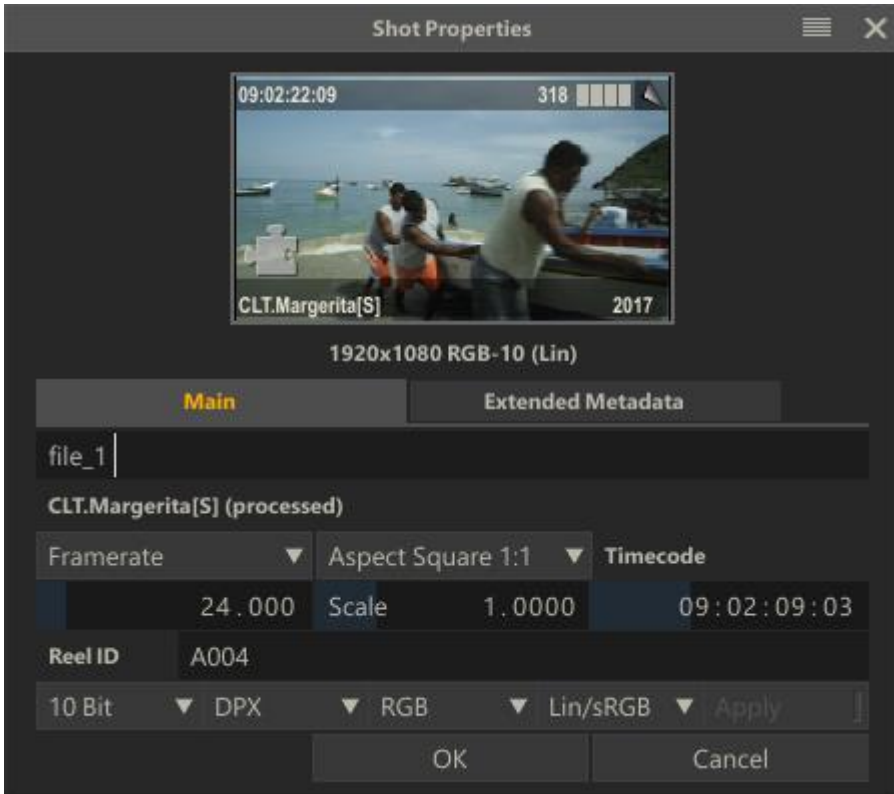 Shot Properties
09:02:22:09 318
CLT.Margerita[S] 2017
1920x1080 RGB-10 (Lin)
Main Extended Metadata
file_1
CLT.Margerita[S] (processed)
Framerate Aspect Square 1:1 Timecode
24.000 Scale 1.0000 09:02:09:03
Reel ID A004
10 Bit DPX RGB Lin/sRGB Apply
OK Cancel